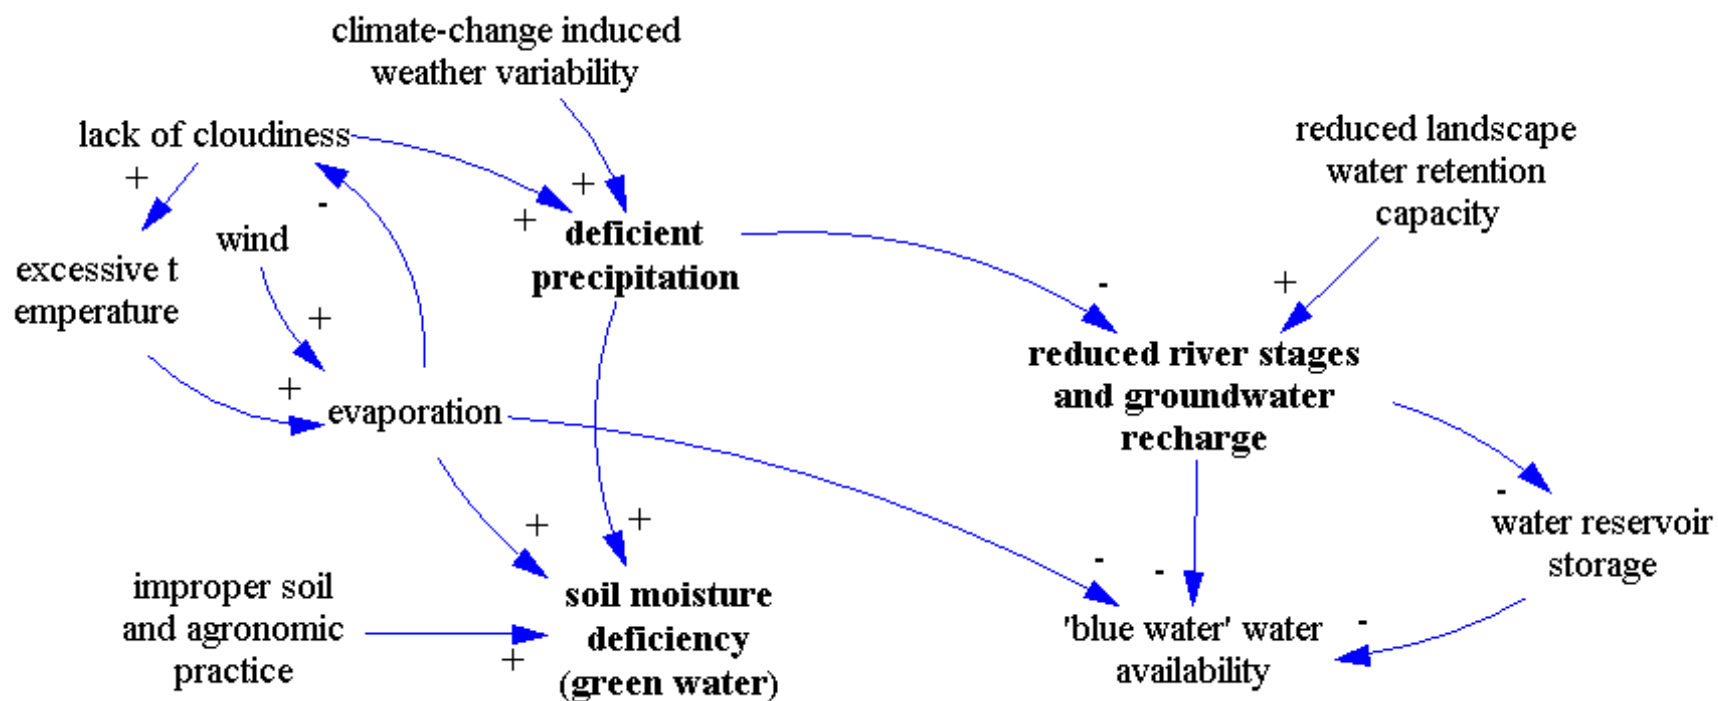 climate-change induced
weather variability
lack of cloudiness
+
-
wind
excessive t
emperature
+
+
evaporation
+
+
deficient
precipitation
reduced landscape
water retention
capacity
-
+
reduced river stages
and groundwater
recharge
-
water reservoir
storage
+
+
improper soil
and agronomic
practice
+
soil moisture
deficiency
(green water)
-
-
-
'blue water' water
availability